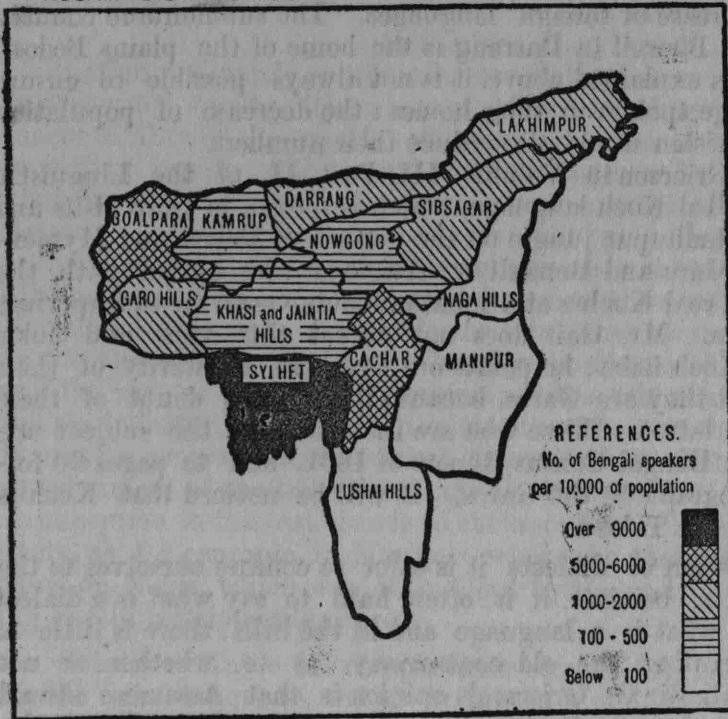 LAKHIMPUR
DARRANG
SIBSAGAR
GOALPARA
KAMRUP
NOWGONG
GARO HILLS
NAGA HILLS
KHASI and JAINTIA
HILLS
CACHAR
MANIPUR
SYLHET
LUSHAI HILLS
REFERENCES.
No. of Bengali speakers
per 10,000 of population
Over 9000
5000-6000
1000-2000
100 - 500
Below 100